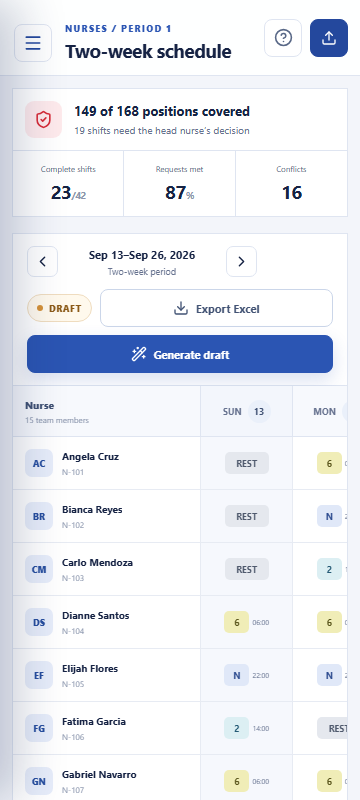 NURSES / PERIOD 1
Two-week schedule
149 of 168 positions covered
19 shifts need the head nurse's decision
Complete shifts
Requests met
Conflicts
23/42
87%
16
Sep 13–Sep 26, 2026
Two-week period
DRAFT
Export Excel
Generate draft
Nurse
15 team members
SUN 13
MON
AC
Angela Cruz
N-101
REST
6
BR
Bianca Reyes
N-102
REST
N
CM
Carlo Mendoza
N-103
REST
2
DS
Dianne Santos
N-104
6 06:00
6
EF
Elijah Flores
N-105
N 22:00
N
FG
Fatima Garcia
N-106
2 14:00
REST
GN
Gabriel Navarro
N-107
6 06:00
6